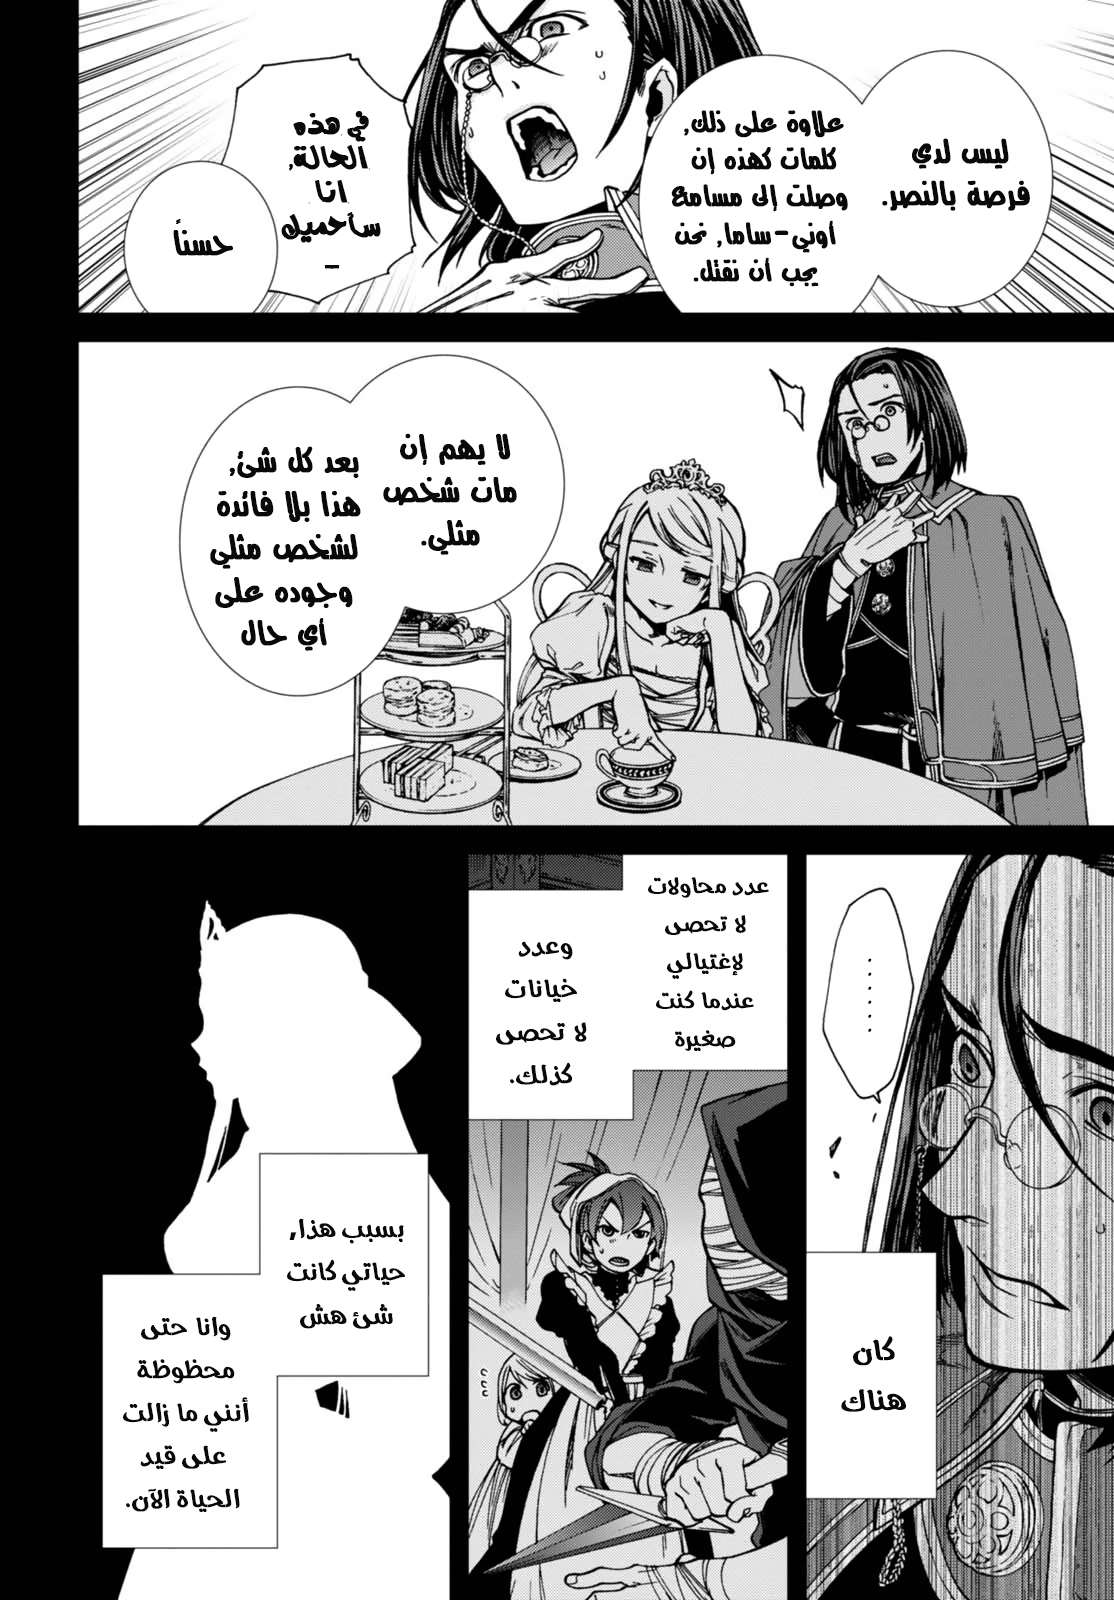 ليس لدي
فرصة بالنصر.
علاوة على ذلك,
كلمات كهذه إن
وصلت إلى مسامع
أوني-ساما, نحن
يجب أن نقتل.
في هذه
الحالة,
انا
سأحميك
-
حسناً
لا يهم إن
مات شخص
مثلي.
بعد كل شئ,
هذا بلا فائدة
لشخص مثلي
وجوده على
أي حال
......
كان
هناك
عدد محاولات
لا تحصى
لإغتيالي
عندما كنت
صغيرة
وعدد
خيانات
لا تحصى
كذلك.
بسبب هذا,
حياتي كانت
شئ هش
وانا حتى
محظوظة
أنني ما زالت
على قيد
الحياة الآن.